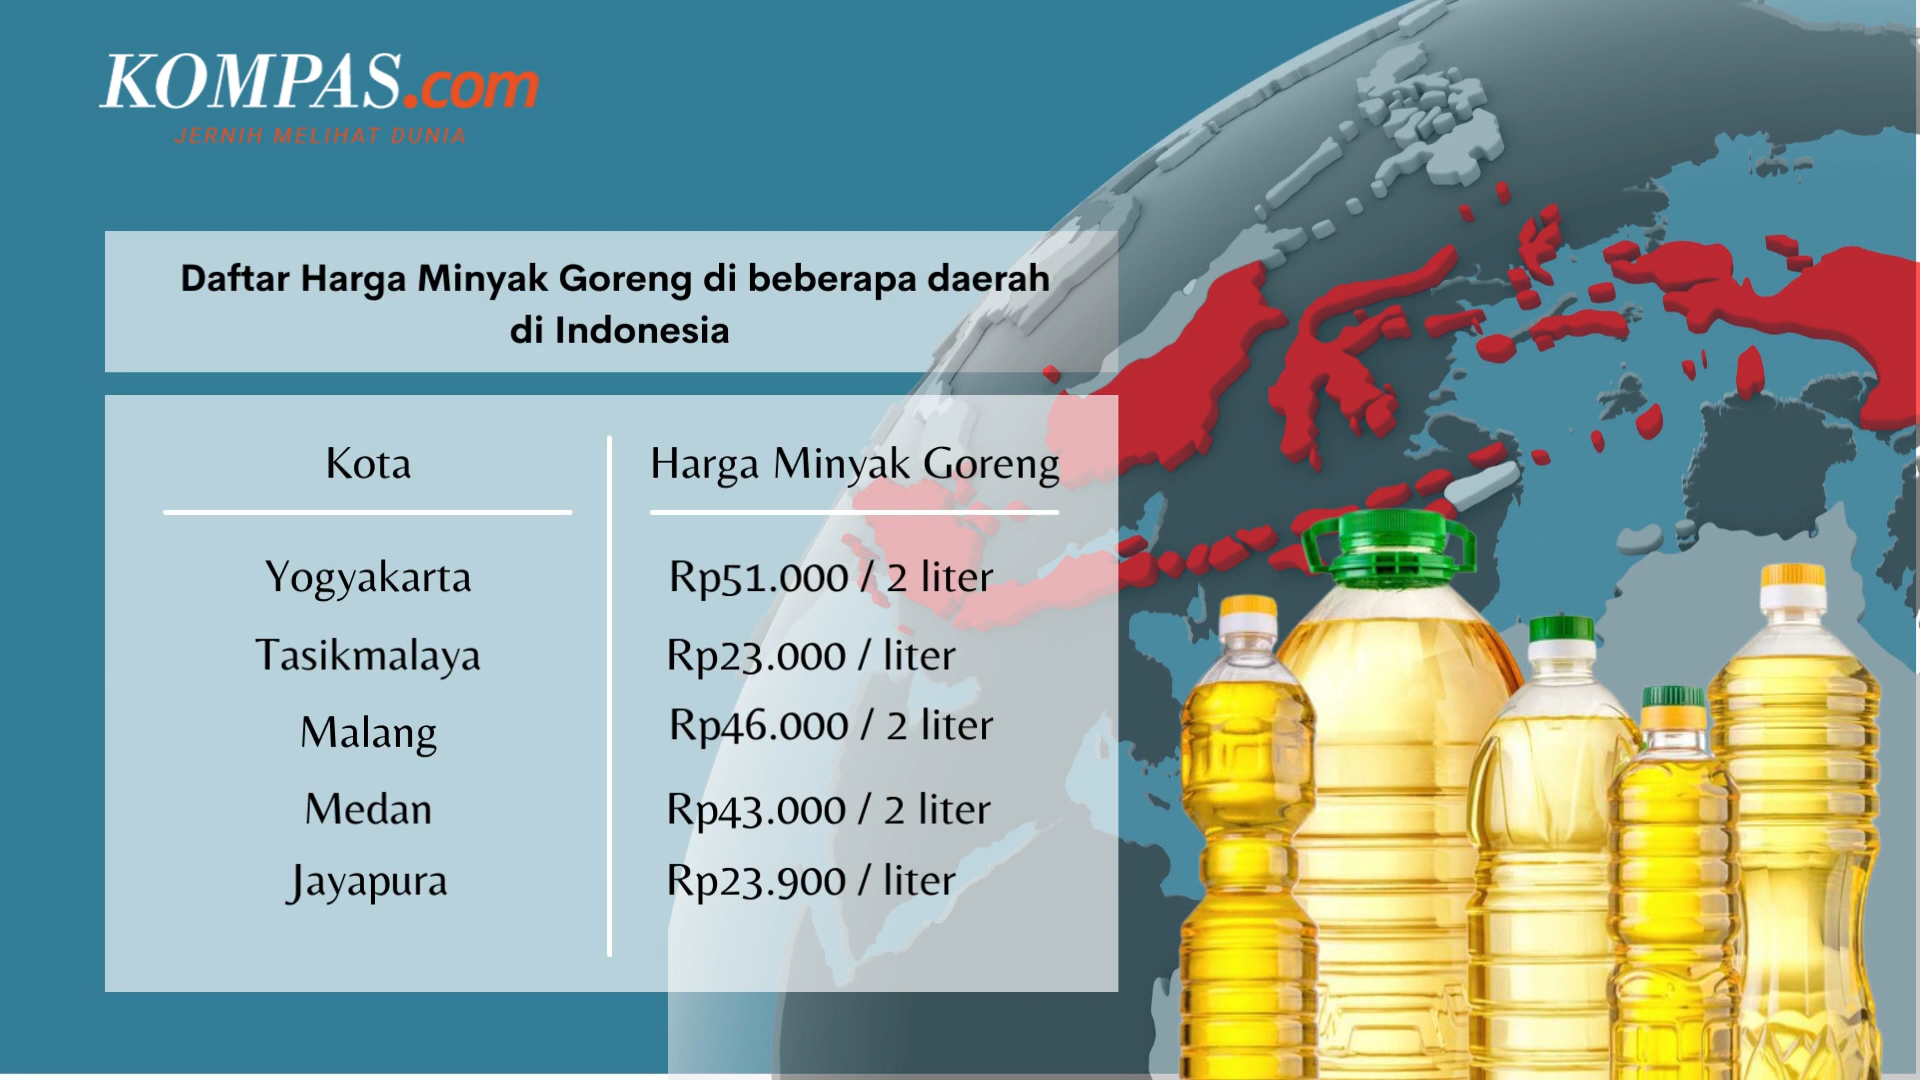 KOMPAS.com
JERNIH MELIHAT DUNIA
Daftar Harga Minyak Goreng di beberapa daerah
di Indonesia
Kota Harga Minyak Goreng
Yogyakarta Rp51.000 / 2 liter
Tasikmalaya Rp23.000 / liter
Malang Rp46.000 / 2 liter
Medan Rp43.000 / 2 liter
Jayapura Rp23.900 / liter